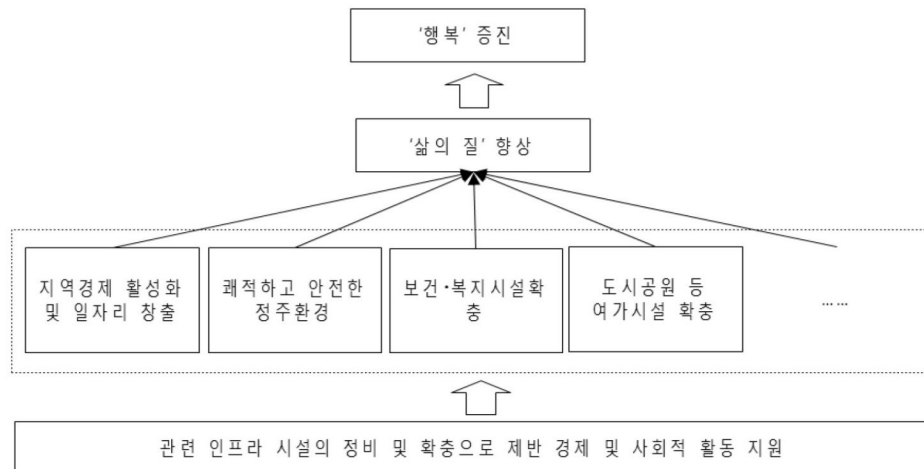 ‘행복’ 증진
‘삶의 질’ 향상
지역경제 활성화
및 일자리 창출
쾌적하고 안전한
정주환경
보건·복지시설확
충
도시공원 등
여가시설 확충
……
관련 인프라 시설의 정비 및 확충으로 제반 경제 및 사회적 활동 지원